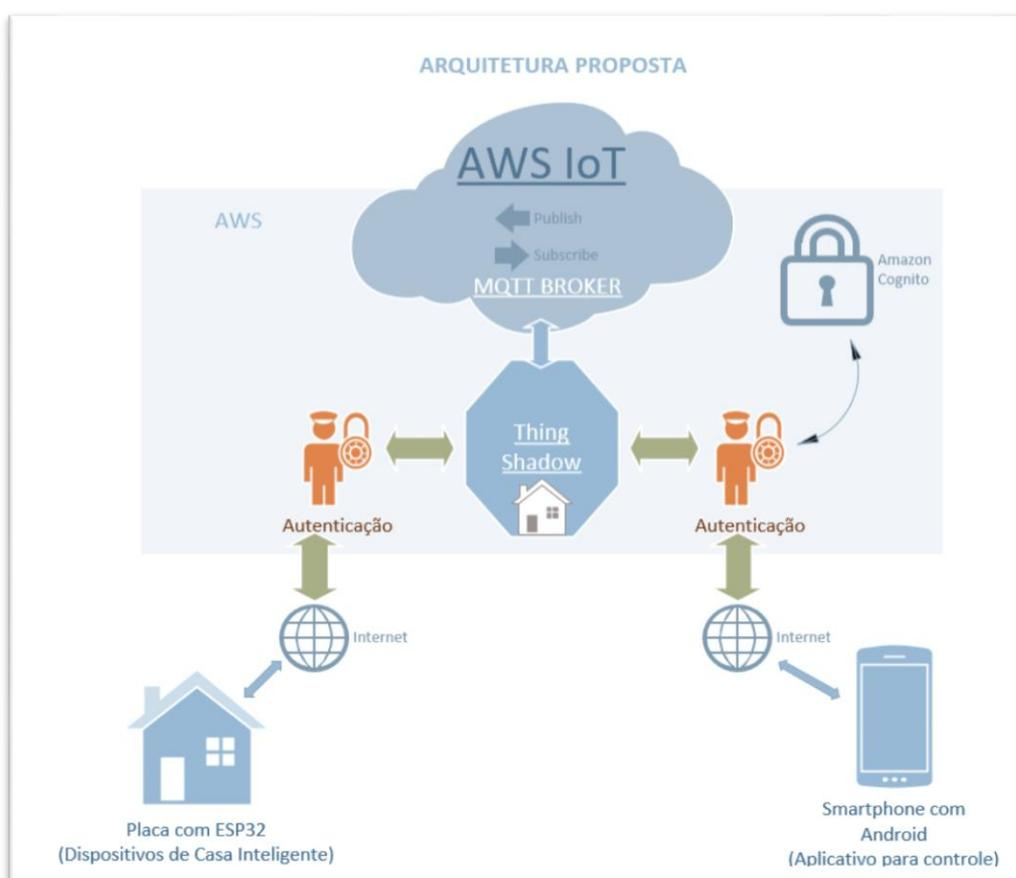 ARQUITETURA PROPOSTA
AWS IoT
AWS
Publish
Subscribe
MQTT BROKER
Amazon
Cognito
Thing
Shadow
Autenticação
Autenticação
Internet
Internet
Placa com ESP32
(Dispositivos de Casa Inteligente)
Smartphone com
Android
(Aplicativo para controle)